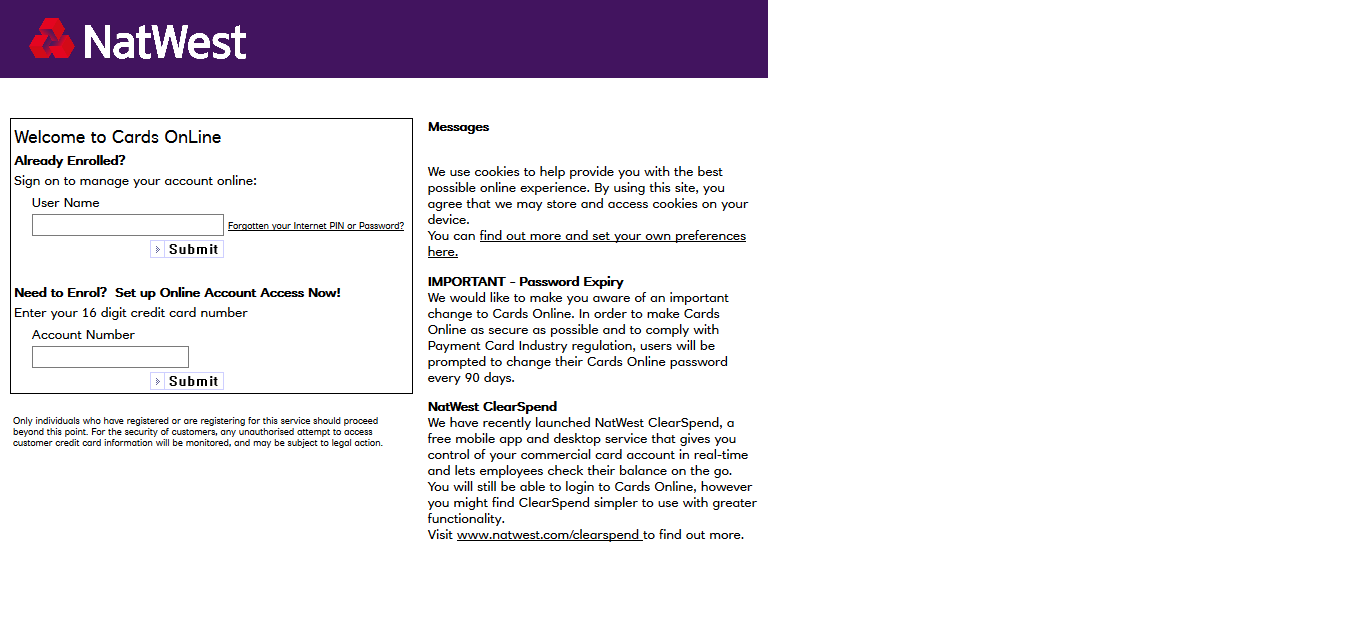 NatWest
Welcome to Cards OnLine
Already Enrolled?
Sign on to manage your account online:
User Name
Forgotten your Internet PIN or Password?
Submit
Need to Enrol?  Set up Online Account Access Now!
Enter your 16 digit credit card number
Account Number
Submit
Only individuals who have registered or are registering for this service should proceed
beyond this point. For the security of customers, any unauthorised attempt to access
customer credit card information will be monitored, and may be subject to legal action.
Messages
We use cookies to help provide you with the best
possible online experience. By using this site, you
agree that we may store and access cookies on your
device.
You can find out more and set your own preferences
here.
IMPORTANT - Password Expiry
We would like to make you aware of an important
change to Cards Online. In order to make Cards
Online as secure as possible and to comply with
Payment Card Industry regulation, users will be
prompted to change their Cards Online password
every 90 days.
NatWest ClearSpend
We have recently launched NatWest ClearSpend, a
free mobile app and desktop service that gives you
control of your commercial card account in real-time
and lets employees check their balance on the go.
You will still be able to login to Cards Online, however
you might find ClearSpend simpler to use with greater
functionality.
Visit www.natwest.com/clearspend to find out more.